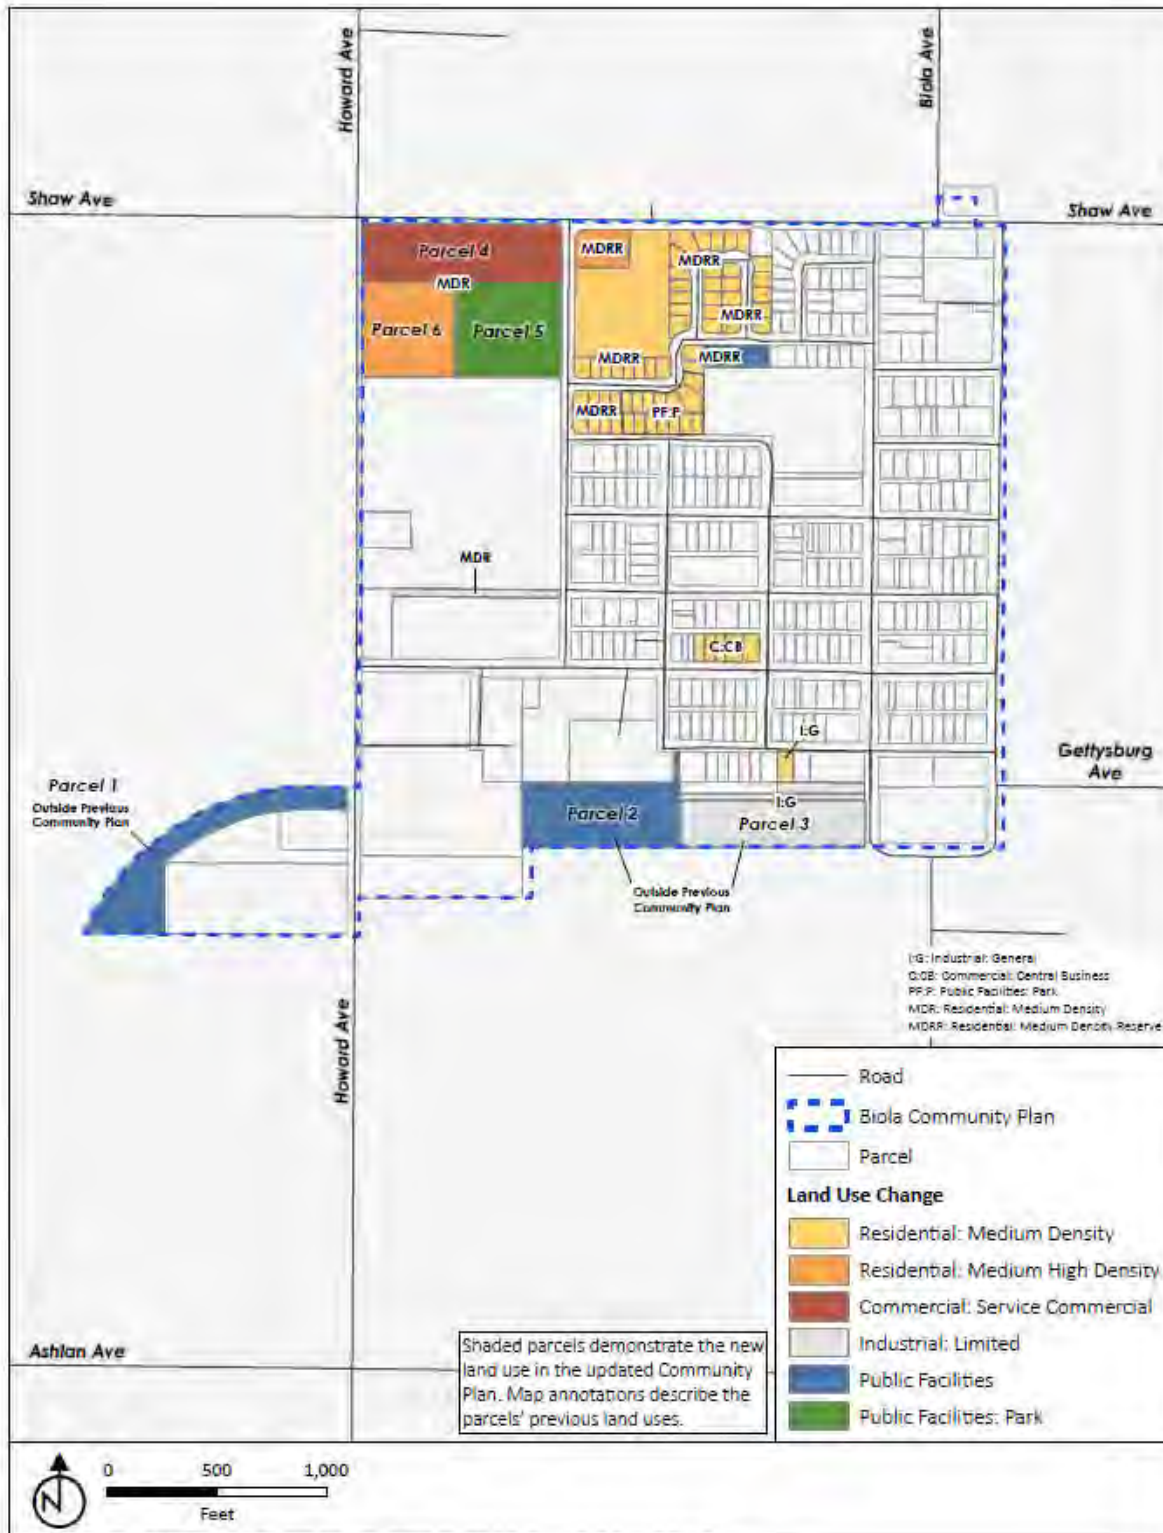 Howard Ave
Biola Ave
Shaw Ave
Shaw Ave
Parcel 4
MDR
Parcel 6
Parcel 5
MDRR
MDRR
MDRR
MDRR
MDRR
MDRR
PF:P
MDR
C:CB
I:G
Gettysburg
Ave
Parcel 1
Outside Previous
Community Plan
Parcel 2
I:G
Parcel 3
Outside Previous
Community Plan
I:G: Industrial: General
C:CB: Commercial: Central Business
PF:P: Public Facilities: Park
MDR: Residential: Medium Density
MDRR: Residential: Medium Density Reserve
Howard Ave
Road
Biola Community Plan
Parcel
Land Use Change
Residential: Medium Density
Residential: Medium High Density
Commercial: Service Commercial
Industrial: Limited
Public Facilities
Public Facilities: Park
Ashlan Ave
Shaded parcels demonstrate the new
land use in the updated Community
Plan. Map annotations describe the
parcels' previous land uses.
N
0 500 1,000
Feet